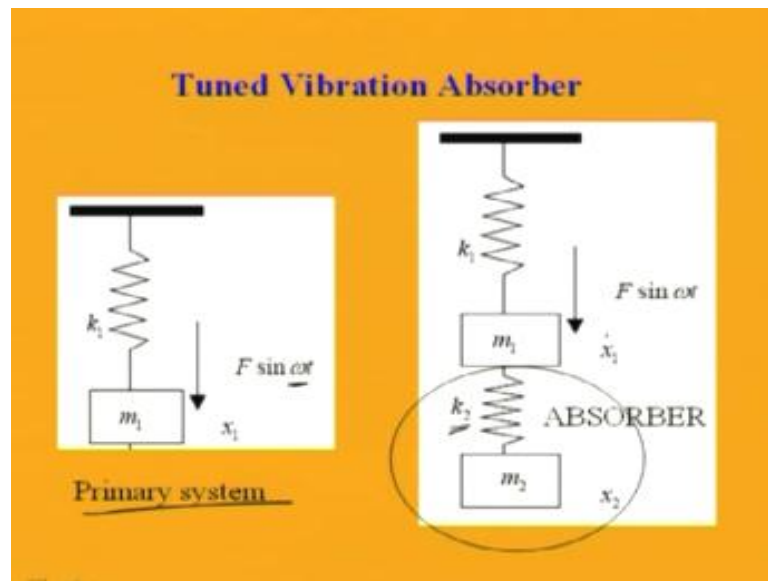 Tuned Vibration Absorber
k₁
F sin ωt
m₁
x₁
Primary system
k₁
F sin ωt
m₁
x₁
k₂
ABSORBER
m₂
x₂